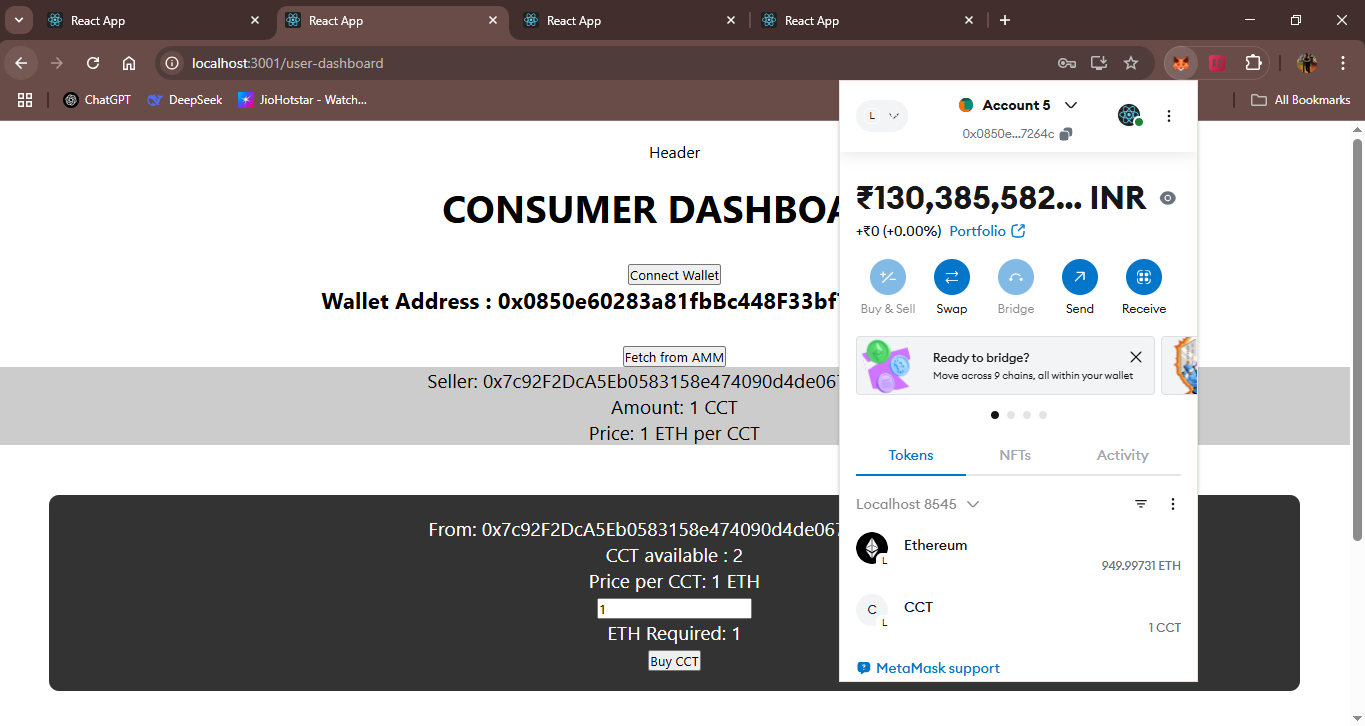 React App
React App
React App
React App
localhost:3001/user-dashboard
ChatGPT
DeepSeek
JioHotstar - Watch...
All Bookmarks
Header
CONSUMER DASHBOA
Connect Wallet
Wallet Address : 0x0850e60283a81fbBc448F33bf
Fetch from AMM
Seller: 0x7c92F2DcA5Eb0583158e474090d4de067
Amount: 1 CCT
Price: 1 ETH per CCT
From: 0x7c92F2DcA5Eb0583158e474090d4de067
CCT available : 2
Price per CCT: 1 ETH
1
ETH Required: 1
Buy CCT
L
Account 5
0x0850e...7264c
₹130,385,582... INR
+₹0 (+0.00%) Portfolio
Buy & Sell
Swap
Bridge
Send
Receive
Ready to bridge?
Move across 9 chains, all within your wallet
Tokens
NFTs
Activity
Localhost 8545
L
Ethereum
949.99731 ETH
C
L
CCT
1 CCT
MetaMask support